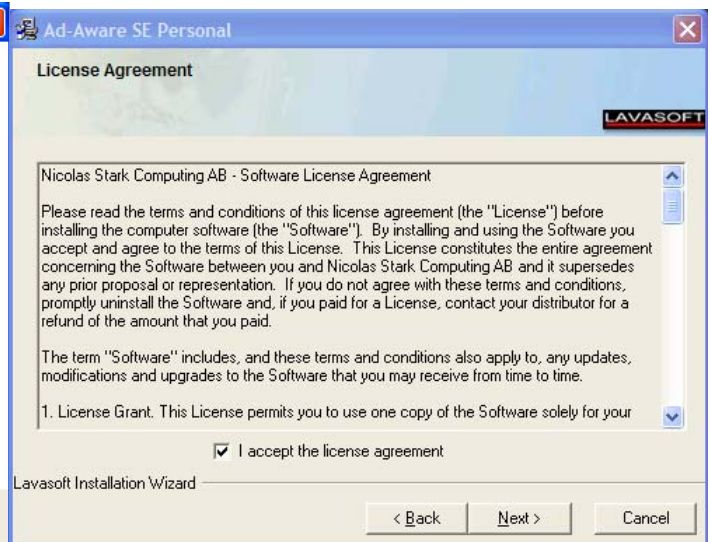 Ad-Aware SE Personal
License Agreement
LAVASOFT
Nicolas Stark Computing AB - Software License Agreement
Please read the terms and conditions of this license agreement (the "License") before
installing the computer software (the "Software"). By installing and using the Software you
accept and agree to the terms of this License. This License constitutes the entire agreement
concerning the Software between you and Nicolas Stark Computing AB and it supersedes
any prior proposal or representation. If you do not agree with these terms and conditions,
promptly uninstall the Software and, if you paid for a License, contact your distributor for a
refund of the amount that you paid.
The term "Software" includes, and these terms and conditions also apply to, any updates,
modifications and upgrades to the Software that you may receive from time to time.
1. License Grant. This License permits you to use one copy of the Software solely for your
I accept the license agreement
Lavasoft Installation Wizard
< Back
Next >
Cancel